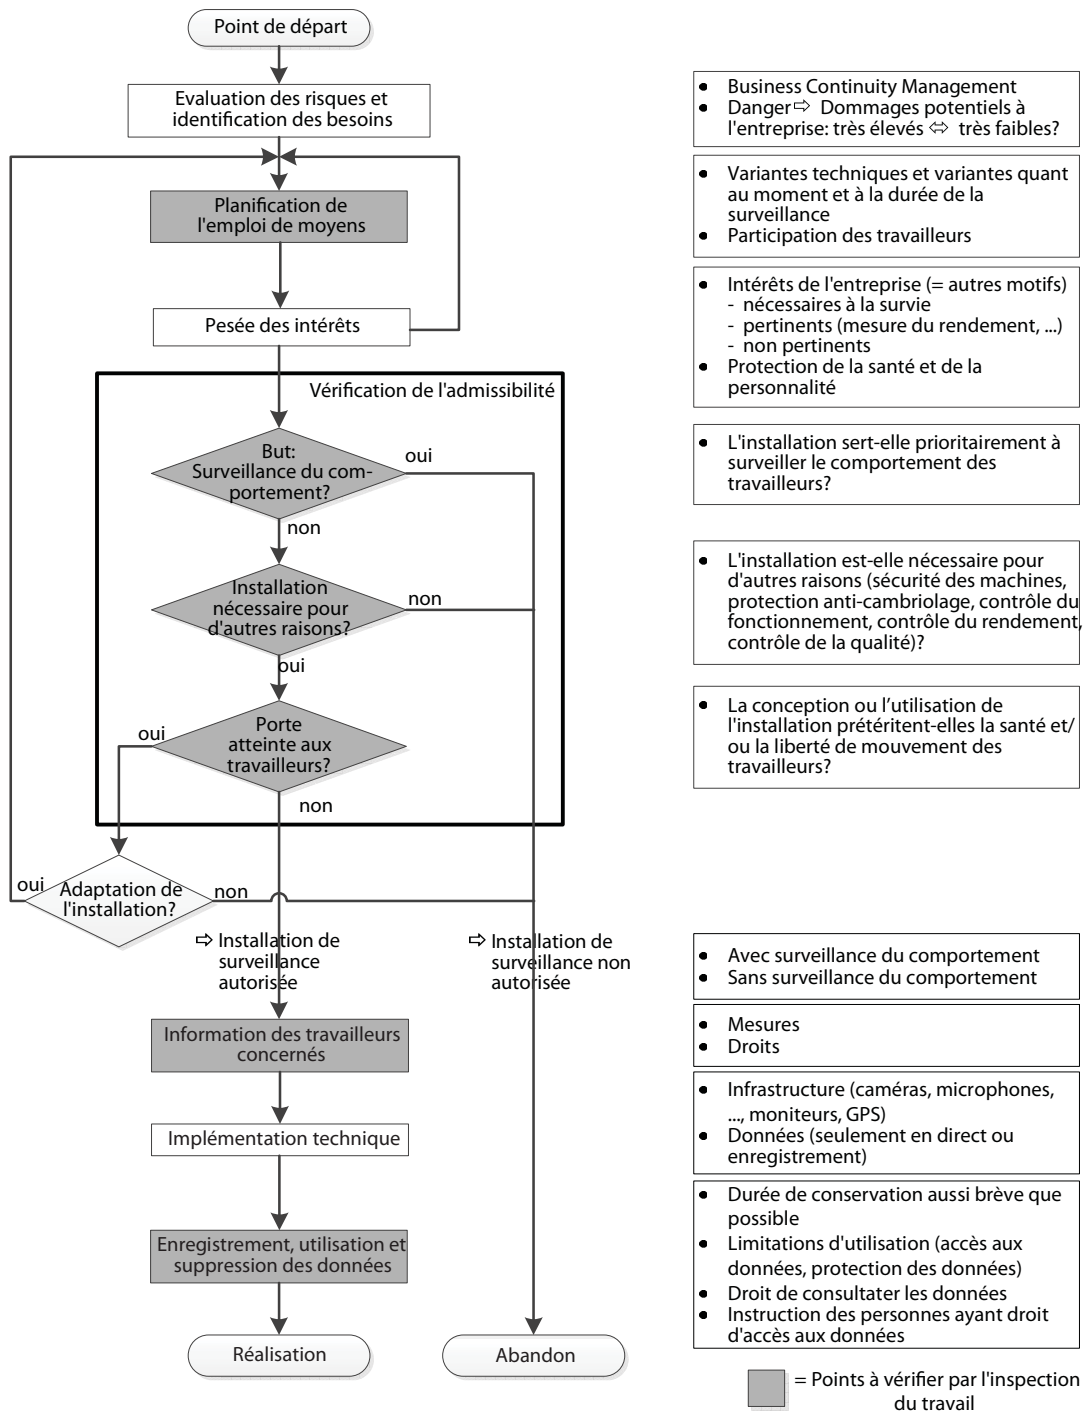 Point de départ
Evaluation des risques et
identification des besoins
• Business Continuity Management
• Danger ⇨ Dommages potentiels à
l'entreprise: très élevés ⬄ très faibles?
Planification de
l'emploi de moyens
• Variantes techniques et variantes quant
au moment et à la durée de la
surveillance
• Participation des travailleurs
Pesée des intérêts
• Intérêts de l'entreprise (= autres motifs)
- nécessaires à la survie
- pertinents (mesure du rendement, ...)
- non pertinents
• Protection de la santé et de la
personnalité
Vérification de l'admissibilité
But:
Surveillance du com-
portement?
oui
non
• L'installation sert-elle prioritairement à
surveiller le comportement des
travailleurs?
Installation
nécessaire pour
d'autres raisons?
non
oui
• L'installation est-elle nécessaire pour
d'autres raisons (sécurité des machines,
protection anti-cambriolage, contrôle du
fonctionnement, contrôle du rendement,
contrôle de la qualité)?
Porte
atteinte aux
travailleurs?
oui
non
• La conception ou l’utilisation de
l'installation prétéritent-elles la santé et/
ou la liberté de mouvement des
travailleurs?
oui
Adaptation de
l'installation?
non
⇨ Installation de
surveillance
autorisée
⇨ Installation de
surveillance non
autorisée
• Avec surveillance du comportement
• Sans surveillance du comportement
Information des travailleurs
concernés
• Mesures
• Droits
Implémentation technique
• Infrastructure (caméras, microphones,
..., moniteurs, GPS)
• Données (seulement en direct ou
enregistrement)
Enregistrement, utilisation et
suppression des données
• Durée de conservation aussi brève que
possible
• Limitations d'utilisation (accès aux
données, protection des données)
• Droit de consultater les données
• Instruction des personnes ayant droit
d'accès aux données
Réalisation
Abandon
= Points à vérifier par l'inspection
du travail